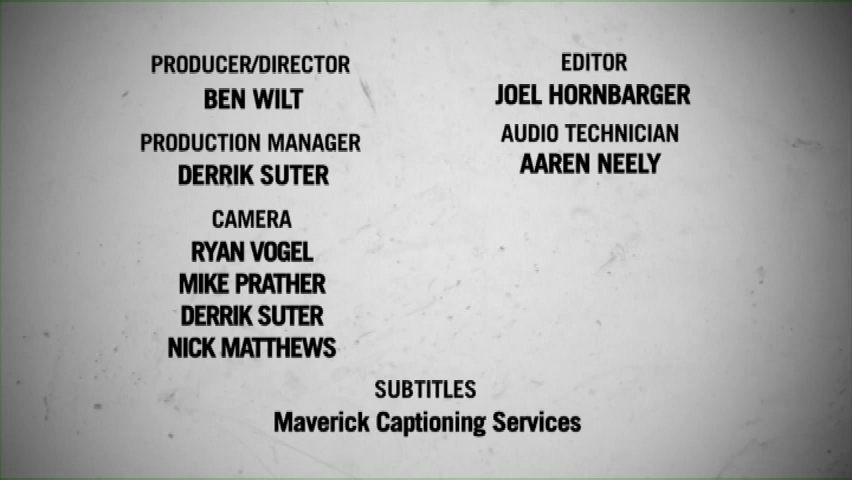 PRODUCER/DIRECTOR
BEN WILT
PRODUCTION MANAGER
DERRIK SUTER
CAMERA
RYAN VOGEL
MIKE PRATHER
DERRIK SUTER
NICK MATTHEWS
EDITOR
JOEL HORNBARGER
AUDIO TECHNICIAN
AAREN NEELY
SUBTITLES
Maverick Captioning Services